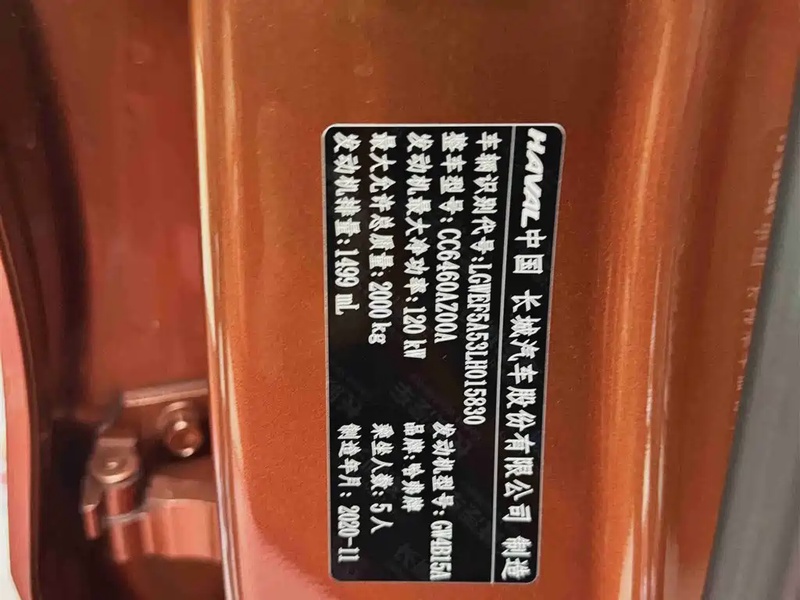 HAVAL 中国 长城汽车股份有限公司 制造
车辆识别代号:LGWEF5A53LH015830
整车型号:CC6460AZ00A 发动机型号:GW4B15A
发动机最大净功率:120 kW 品牌:哈弗牌
最大允许总质量:2000 kg 乘坐人数:5人
发动机排量:1499 mL 制造年月:2020-11